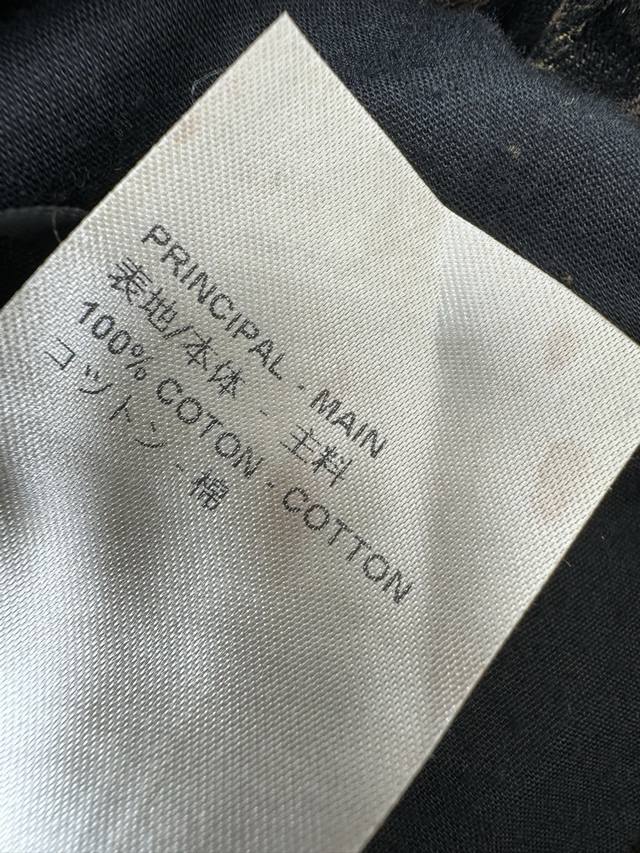 PRINCIPAL - MAIN
表地/本体 - 主料
100% COTON - COTTON
コットン - 棉